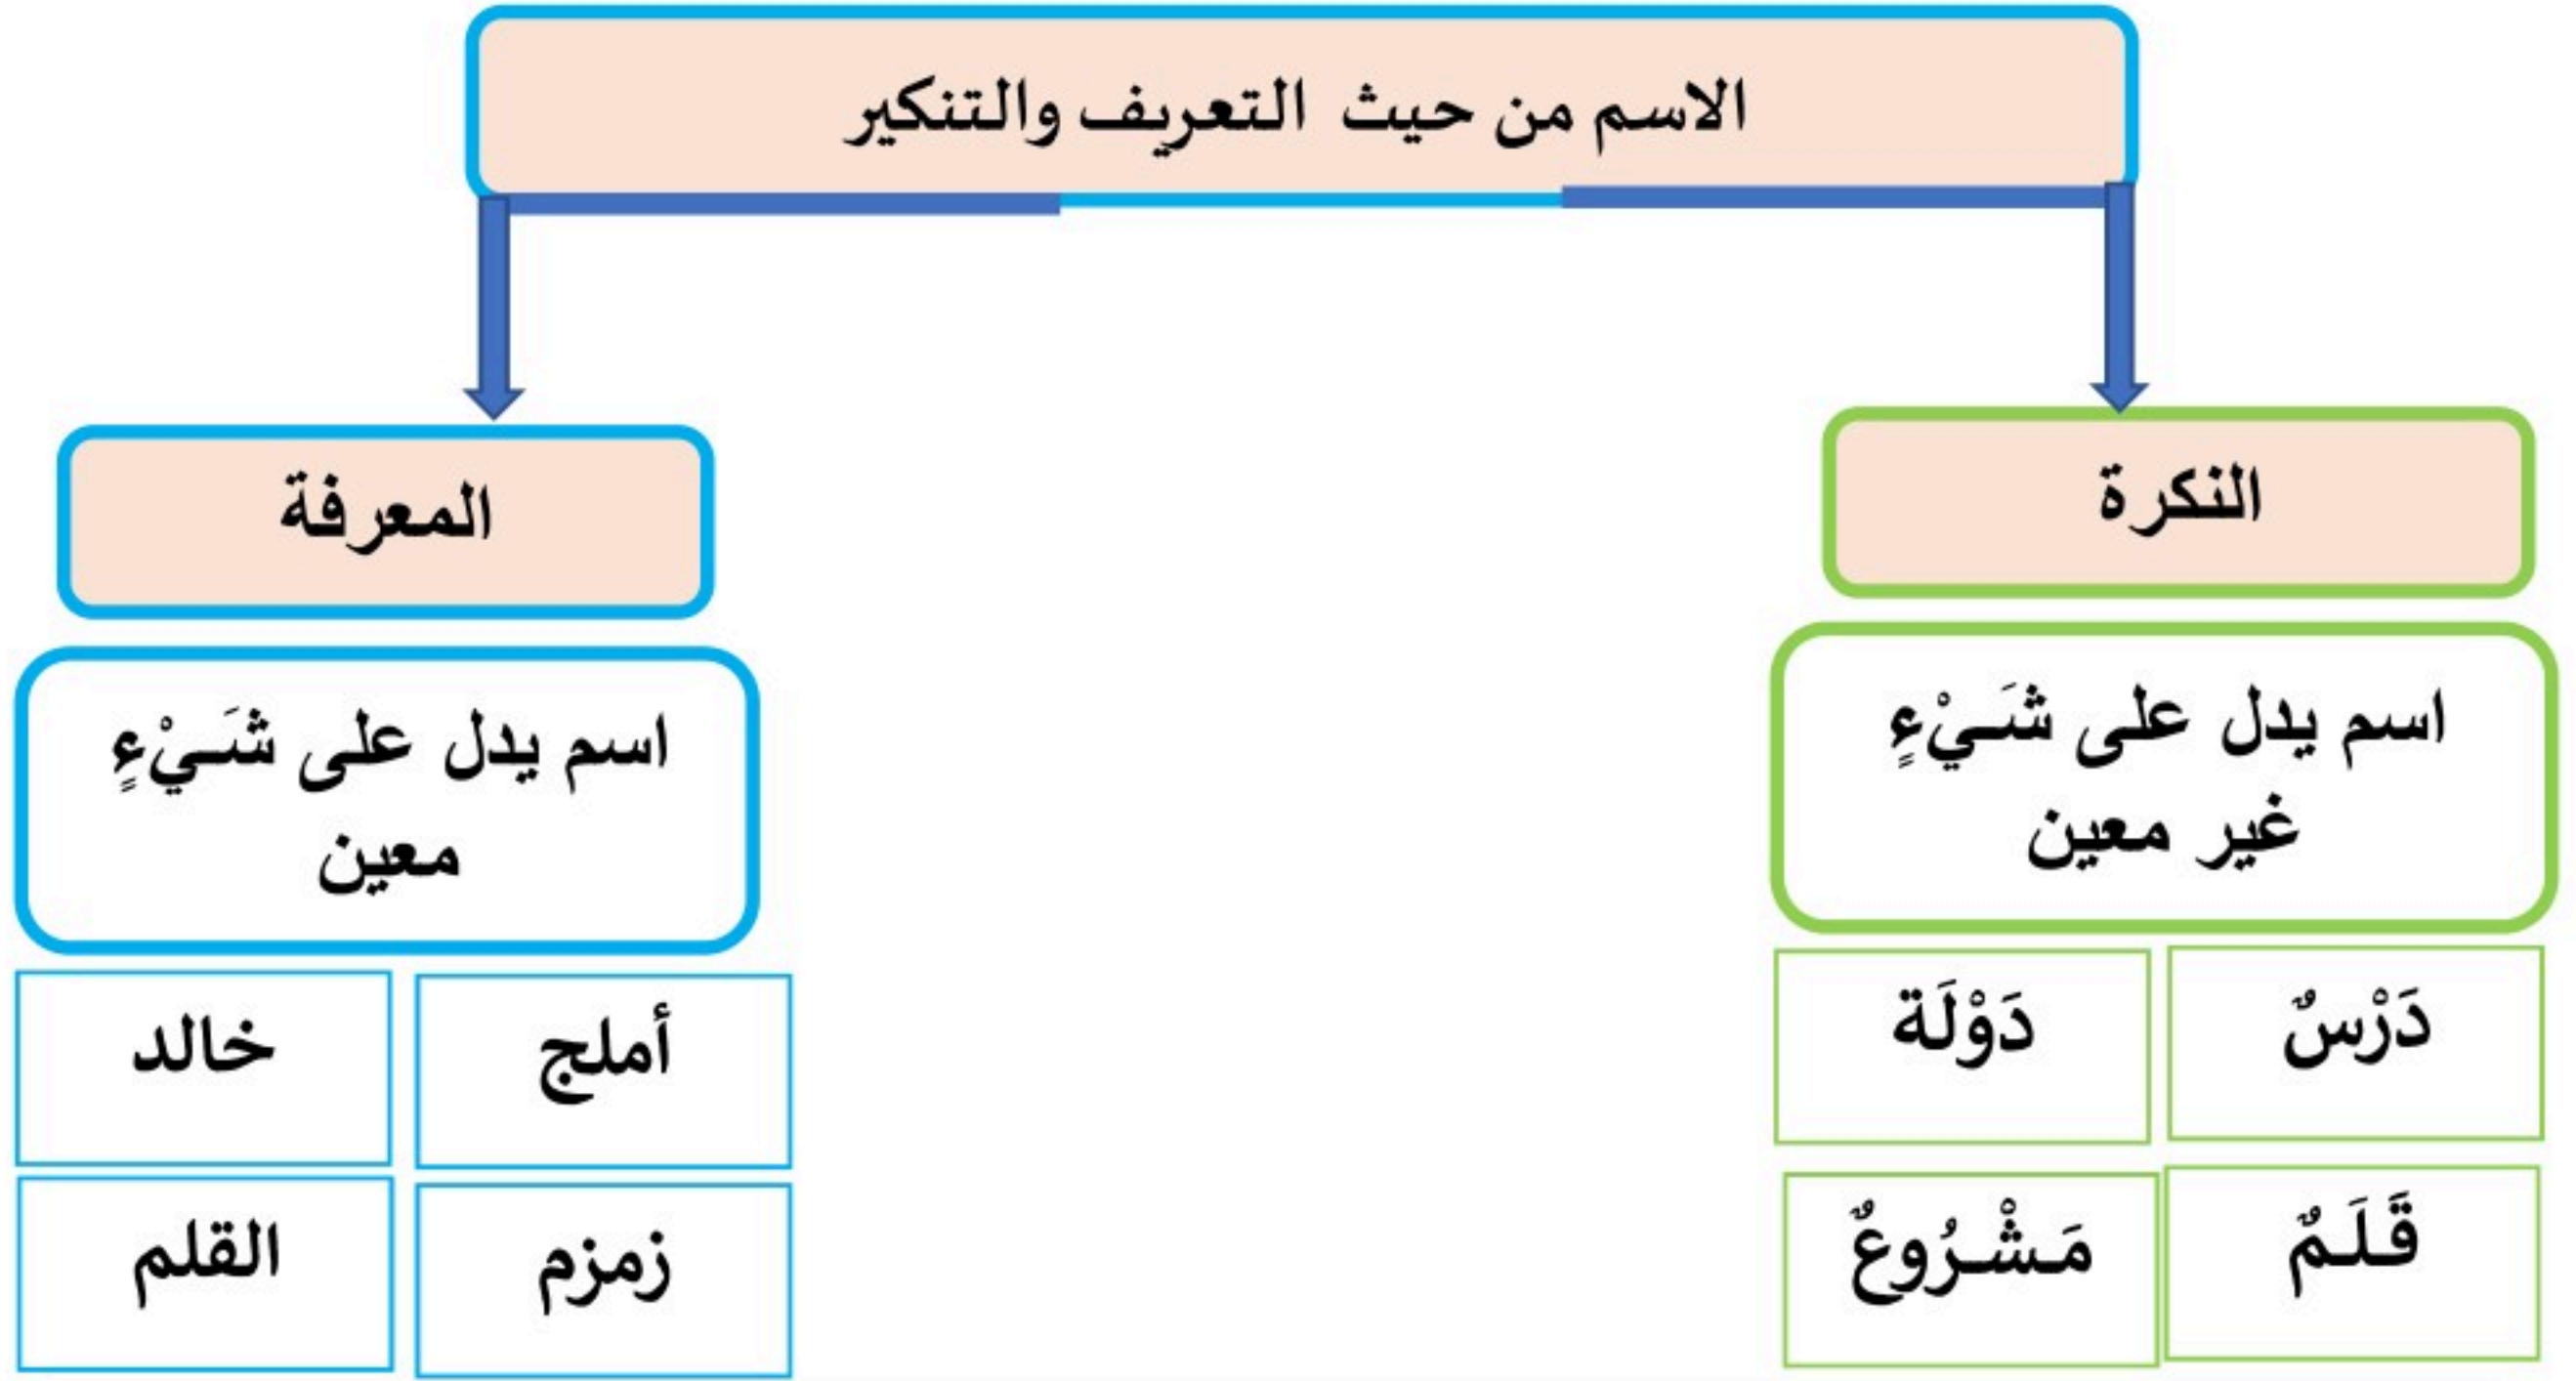 الاسم من حيث التعريف والتنكير
النكرة
اسم يدل على شَيْءٍ
غير معين
دَرْسٌ
دَوْلَة
قَلَمٌ
مَشْرُوعٌ
المعرفة
اسم يدل على شَيْءٍ
معين
أملج
خالد
زمزم
القلم